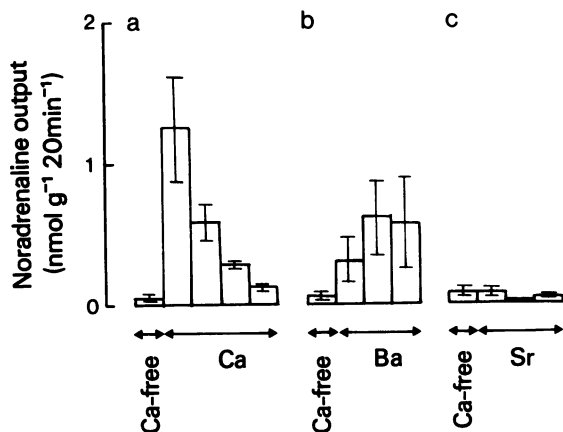 a
b
c
2
1
0
Noradrenaline output
(nmol g⁻¹ 20min⁻¹)
Ca-free
Ca
Ca-free
Ba
Ca-free
Sr